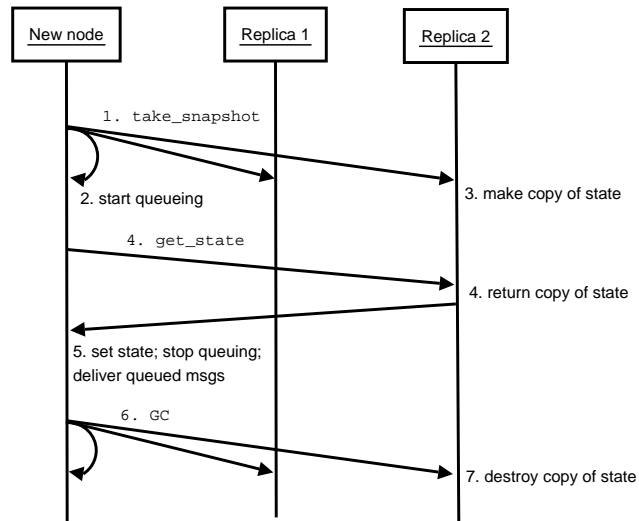 New node
Replica 1
Replica 2
1. take_snapshot
2. start queueing
3. make copy of state
4. get_state
4. return copy of state
5. set state; stop queuing;
deliver queued msgs
6. GC
7. destroy copy of state